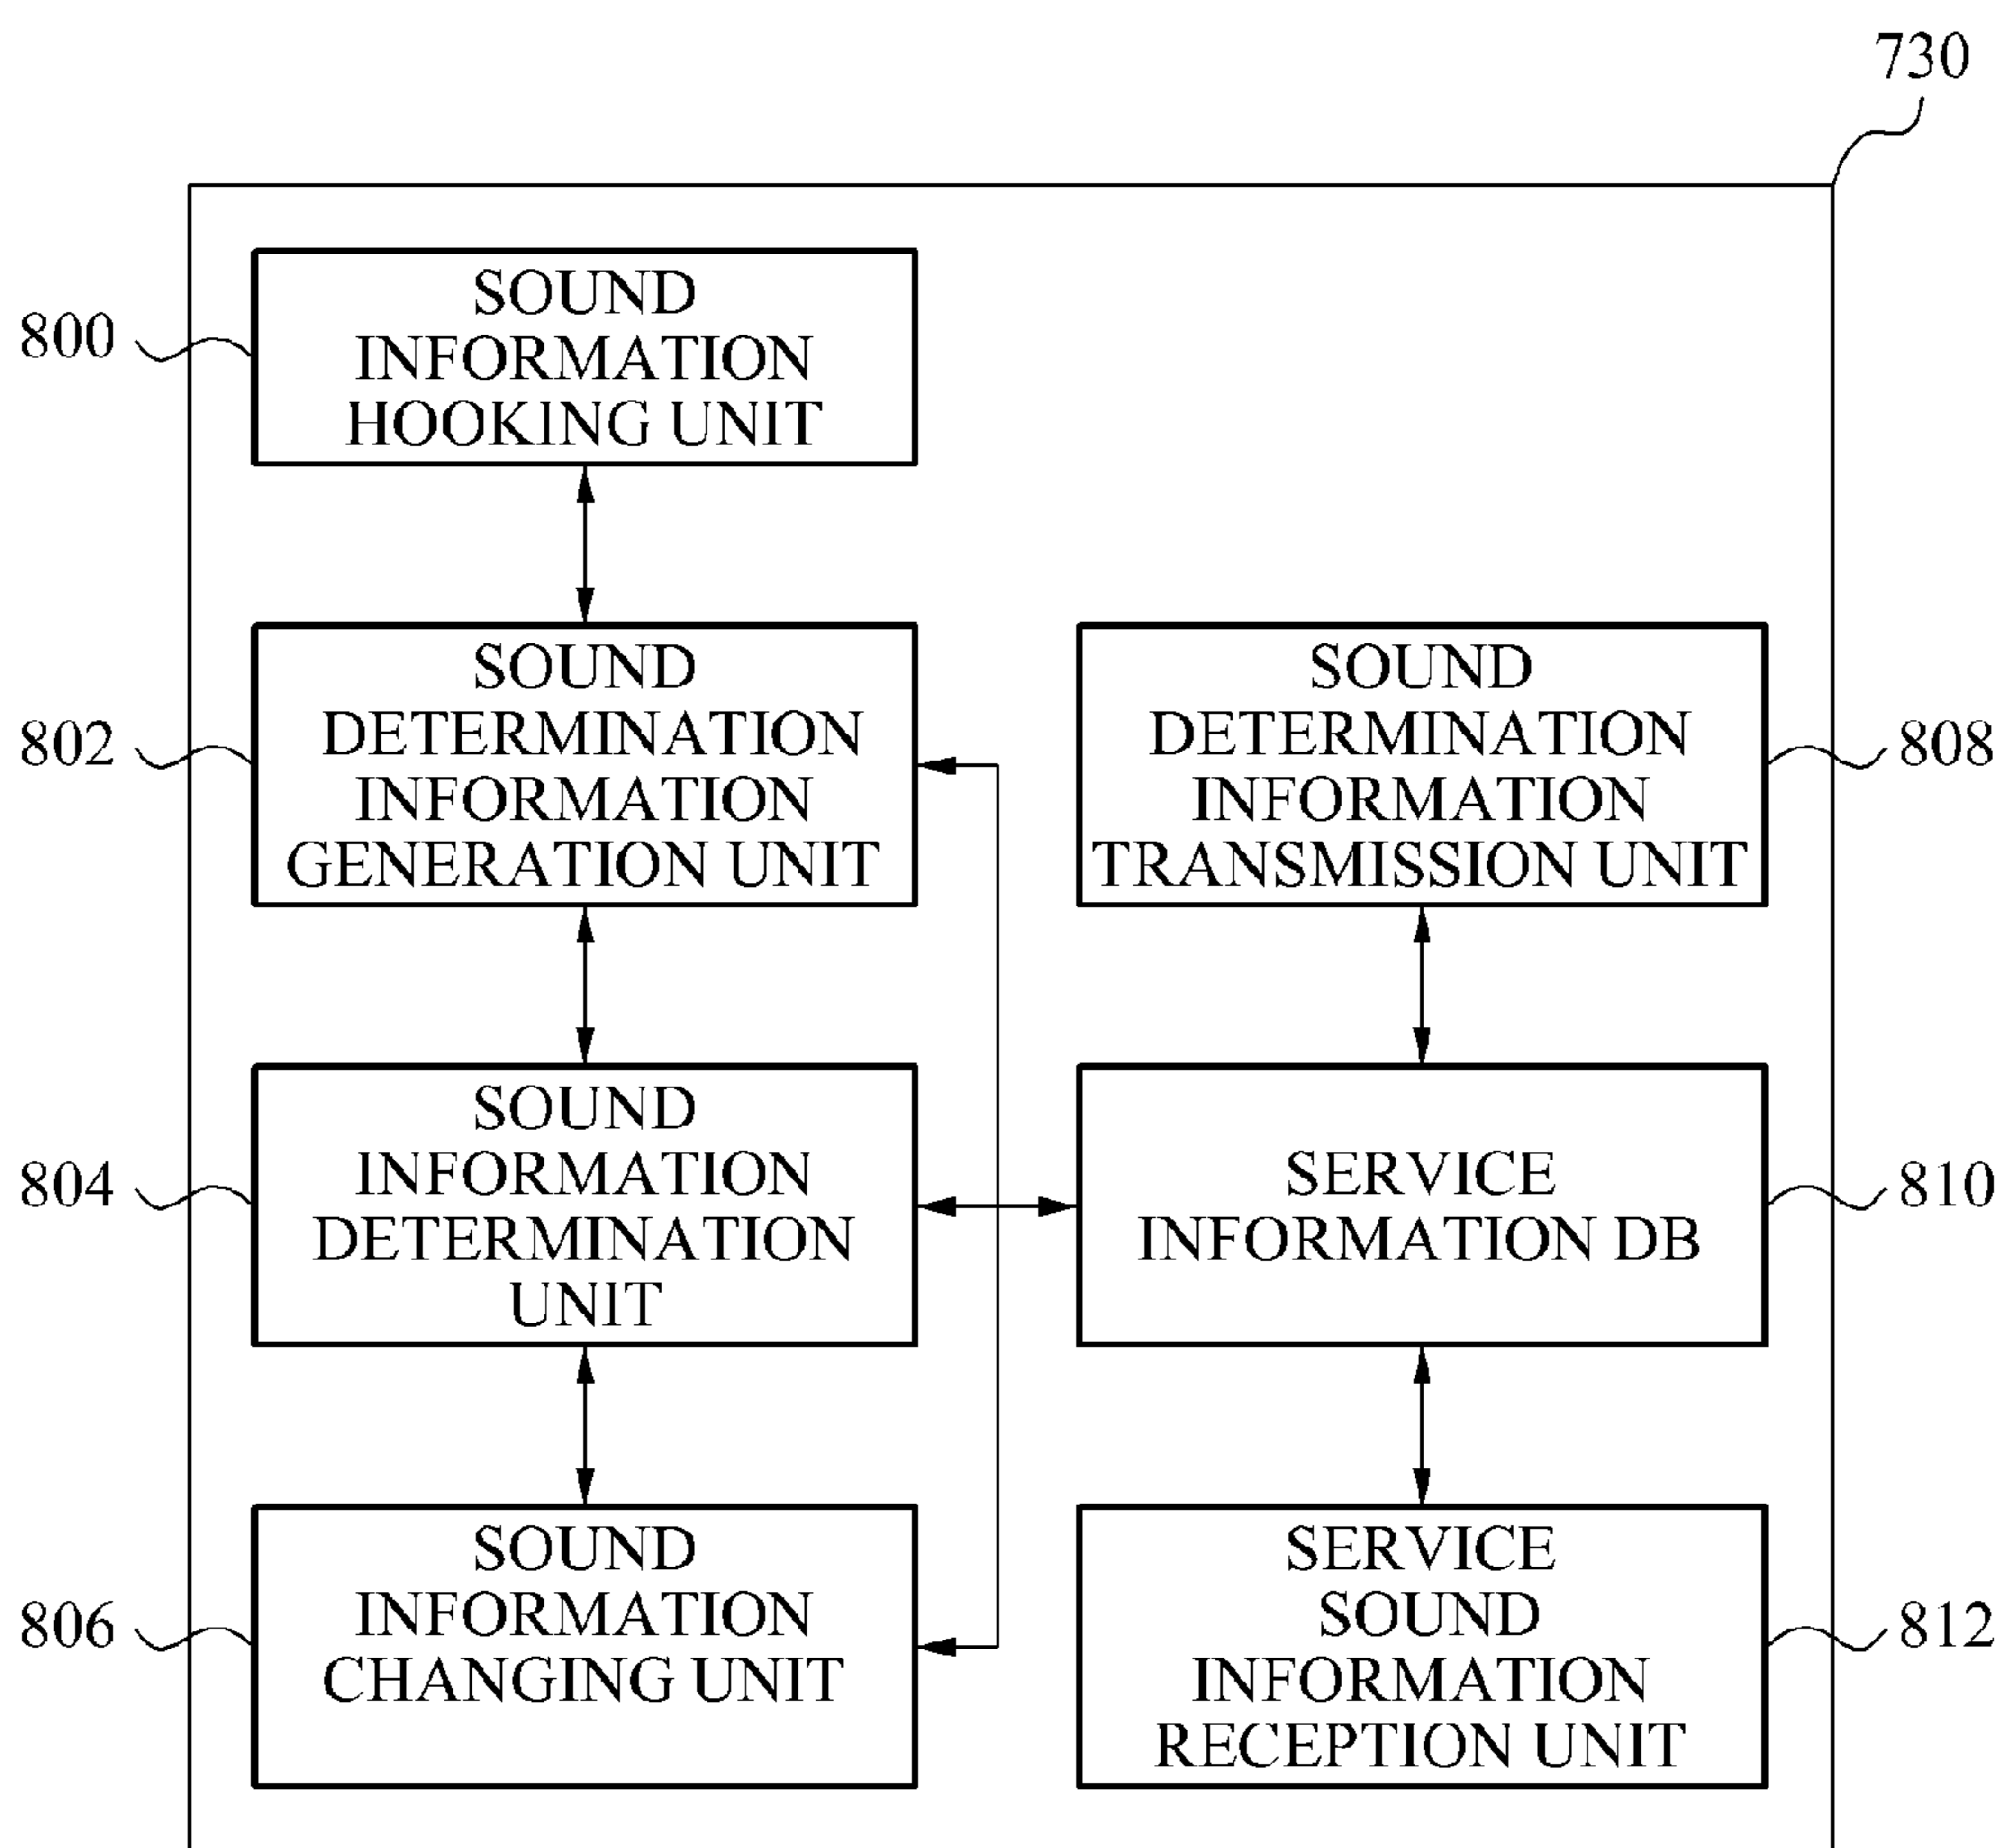 730
800
SOUND
INFORMATION
HOOKING UNIT
802
SOUND
DETERMINATION
INFORMATION
GENERATION UNIT
SOUND
DETERMINATION
INFORMATION
TRANSMISSION UNIT
808
804
SOUND
INFORMATION
DETERMINATION
UNIT
SERVICE
INFORMATION DB
810
806
SOUND
INFORMATION
CHANGING UNIT
SERVICE
SOUND
INFORMATION
RECEPTION UNIT
812